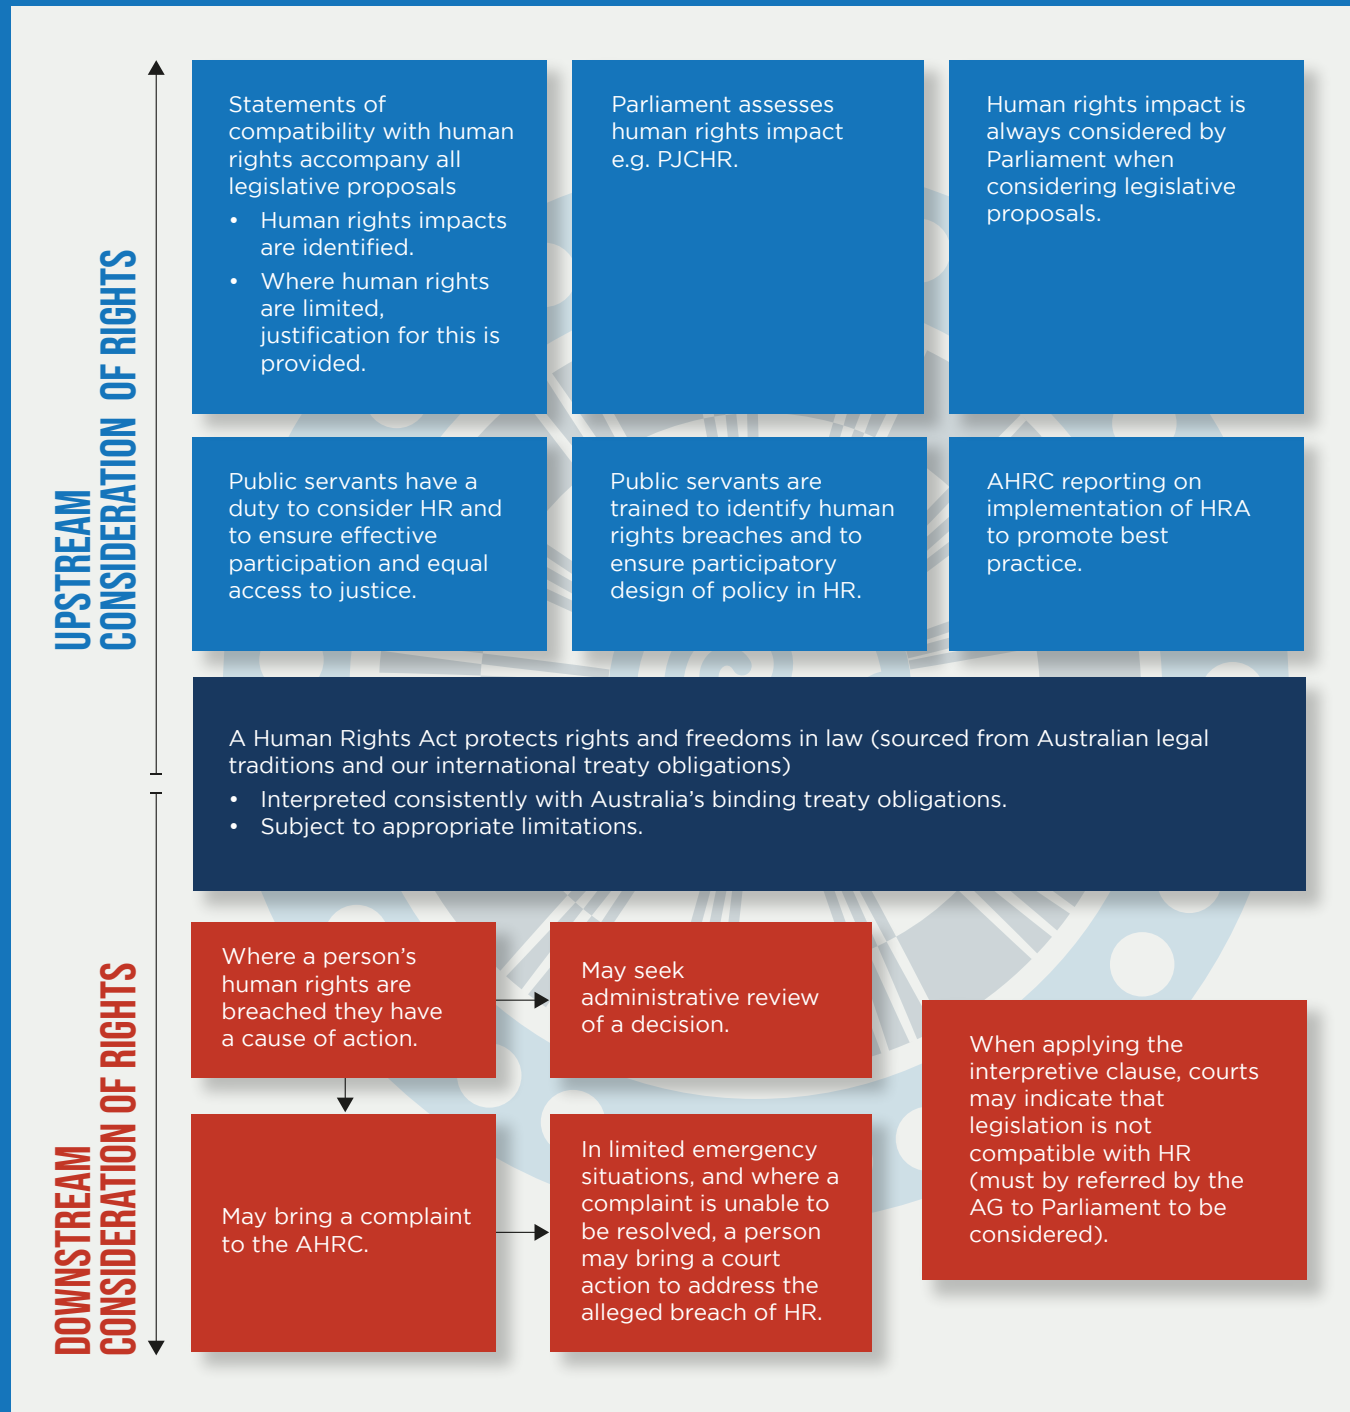 UPSTREAM
CONSIDERATION OF RIGHTS
Statements of
compatibility with human
rights accompany all
legislative proposals
• Human rights impacts
are identified.
• Where human rights
are limited,
justification for this is
provided.
Parliament assesses
human rights impact
e.g. PJCHR.
Human rights impact is
always considered by
Parliament when
considering legislative
proposals.
Public servants have a
duty to consider HR and
to ensure effective
participation and equal
access to justice.
Public servants are
trained to identify human
rights breaches and to
ensure participatory
design of policy in HR.
AHRC reporting on
implementation of HRA
to promote best
practice.
A Human Rights Act protects rights and freedoms in law (sourced from Australian legal
traditions and our international treaty obligations)
• Interpreted consistently with Australia’s binding treaty obligations.
• Subject to appropriate limitations.
DOWNSTREAM
CONSIDERATION OF RIGHTS
Where a person’s
human rights are
breached they have
a cause of action.
May seek
administrative review
of a decision.
May bring a complaint
to the AHRC.
In limited emergency
situations, and where a
complaint is unable to
be resolved, a person
may bring a court
action to address the
alleged breach of HR.
When applying the
interpretive clause, courts
may indicate that
legislation is not
compatible with HR
(must by referred by the
AG to Parliament to be
considered).